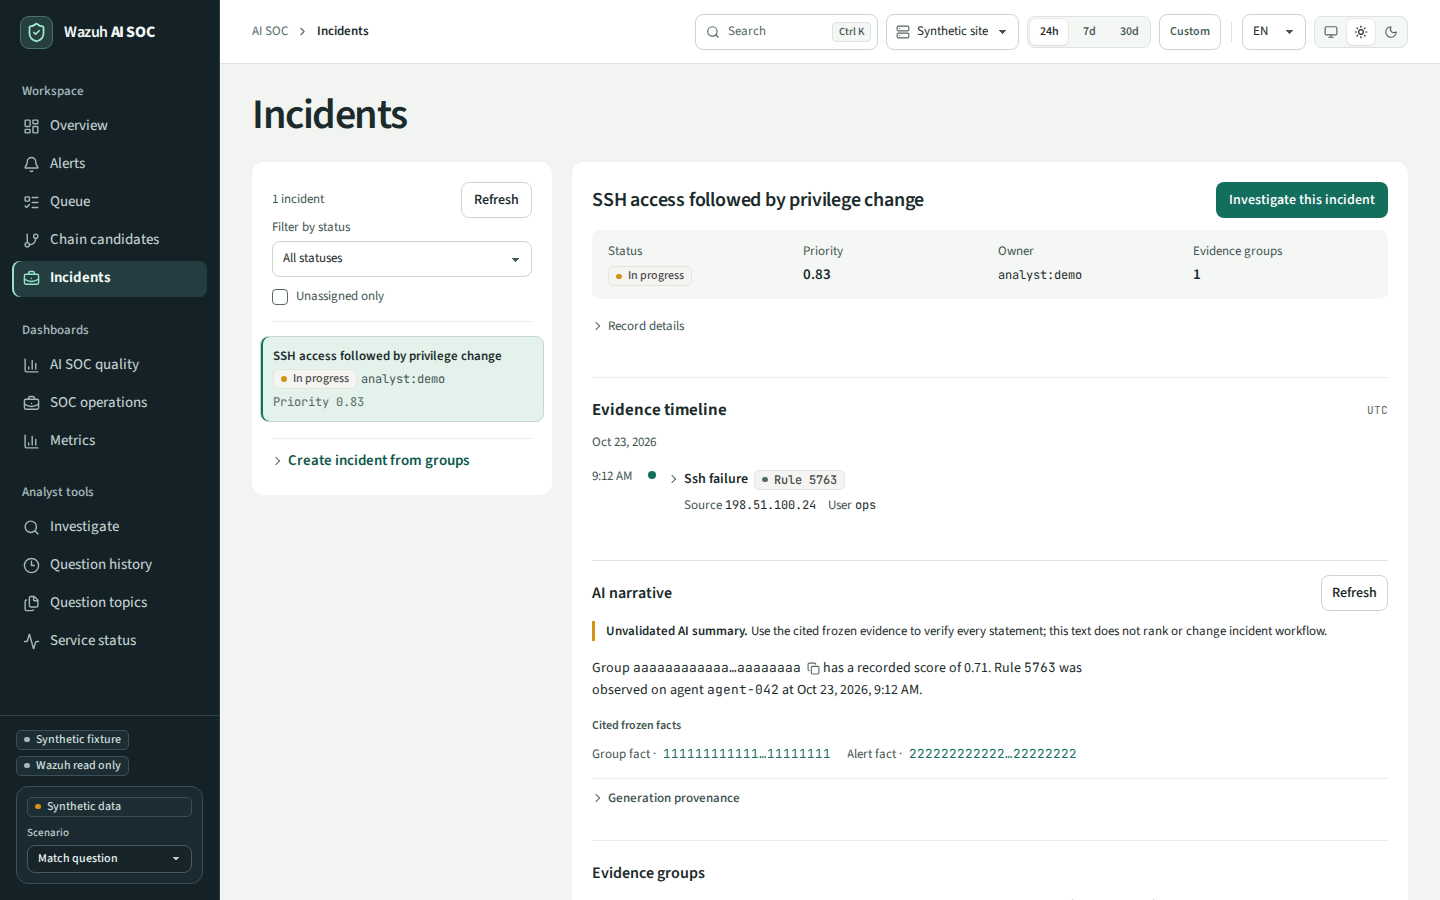 Wazuh AI SOC
Workspace
Overview
Alerts
Queue
Chain candidates
Incidents
Dashboards
AI SOC quality
SOC operations
Metrics
Analyst tools
Investigate
Question history
Question topics
Service status
Synthetic fixture
Wazuh read only
Synthetic data
Scenario
Match question
AI SOC > Incidents
Search Ctrl K
Synthetic site
24h 7d 30d
Custom
EN
Incidents
1 incident
Refresh
Filter by status
All statuses
Unassigned only
SSH access followed by privilege change
In progress analyst:demo
Priority 0.83
Create incident from groups
SSH access followed by privilege change
Investigate this incident
Status Priority Owner Evidence groups
In progress 0.83 analyst:demo 1
Record details
Evidence timeline UTC
Oct 23, 2026
9:12 AM Ssh failure Rule 5763
Source 198.51.100.24 User ops
AI narrative
Refresh
Unvalidated AI summary. Use the cited frozen evidence to verify every statement; this text does not rank or change incident workflow.
Group aaaaaaaaaaaa…aaaaaaaa has a recorded score of 0.71. Rule 5763 was
observed on agent agent-042 at Oct 23, 2026, 9:12 AM.
Cited frozen facts
Group fact · 111111111111…11111111 Alert fact · 222222222222…22222222
Generation provenance
Evidence groups